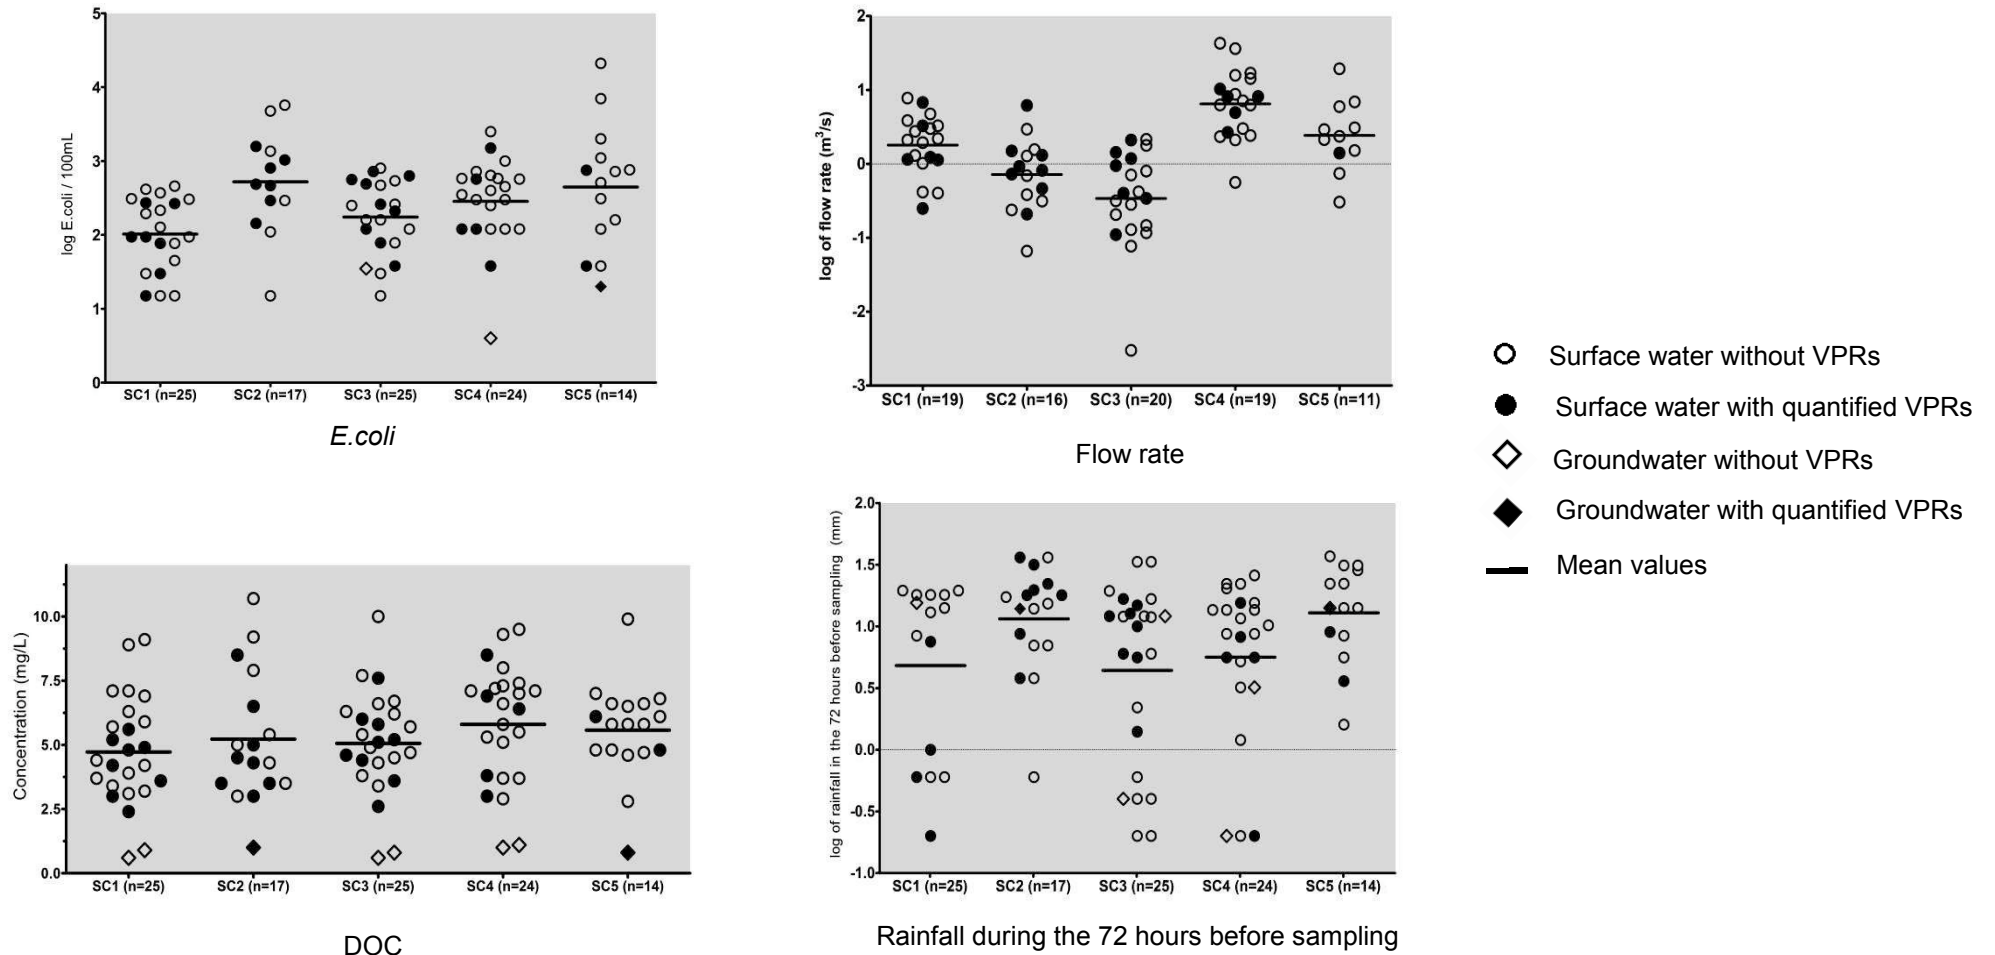 5
4
3
2
1
0
log E.coli / 100mL
SC1 (n=25) SC2 (n=17) SC3 (n=25) SC4 (n=24) SC5 (n=14)
E.coli
2
1
0
-1
-2
-3
log of flow rate (m³/s)
SC1 (n=19) SC2 (n=16) SC3 (n=20) SC4 (n=19) SC5 (n=11)
Flow rate
Surface water without VPRs
Surface water with quantified VPRs
Groundwater without VPRs
Groundwater with quantified VPRs
Mean values
10.0
7.5
5.0
2.5
0.0
Concentration (mg/L)
SC1 (n=25) SC2 (n=17) SC3 (n=25) SC4 (n=24) SC5 (n=14)
DOC
2.0
1.5
1.0
0.5
0.0
-0.5
-1.0
log of rainfall in the 72 hours before sampling (mm)
SC1 (n=25) SC2 (n=17) SC3 (n=25) SC4 (n=24) SC5 (n=14)
Rainfall during the 72 hours before sampling